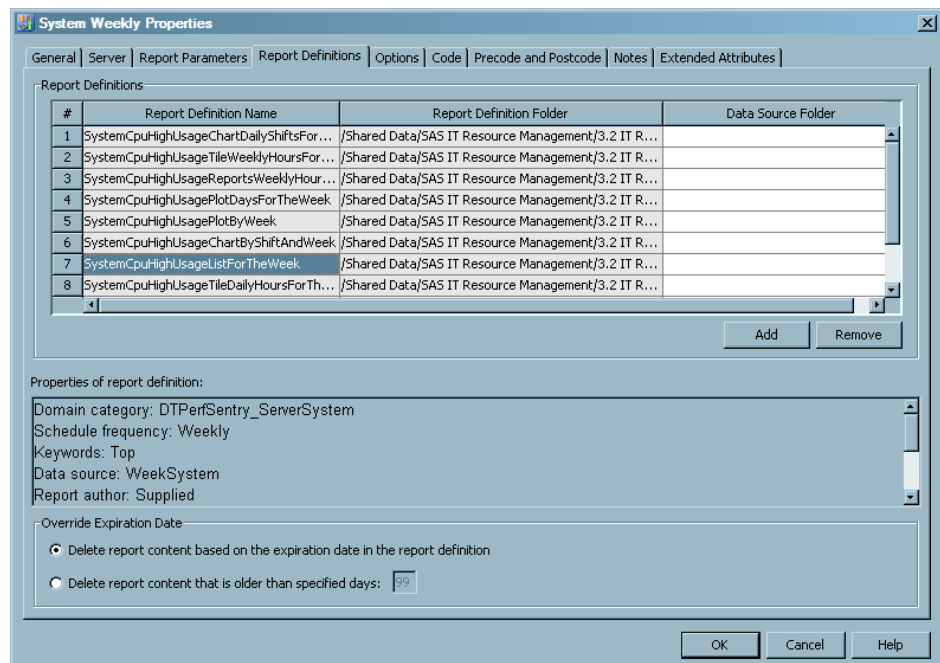 System Weekly Properties
General Server Report Parameters Report Definitions Options Code Precode and Postcode Notes Extended Attributes
Report Definitions
# Report Definition Name Report Definition Folder Data Source Folder
1 SystemCpuHighUsageChartDailyShiftsFor... /Shared Data/SAS IT Resource Management/3.2 IT R...
2 SystemCpuHighUsageTileWeeklyHoursFor... /Shared Data/SAS IT Resource Management/3.2 IT R...
3 SystemCpuHighUsageReportsWeeklyHour... /Shared Data/SAS IT Resource Management/3.2 IT R...
4 SystemCpuHighUsagePlotDaysForTheWeek /Shared Data/SAS IT Resource Management/3.2 IT R...
5 SystemCpuHighUsagePlotByWeek /Shared Data/SAS IT Resource Management/3.2 IT R...
6 SystemCpuHighUsageChartByShiftAndWeek /Shared Data/SAS IT Resource Management/3.2 IT R...
7 SystemCpuHighUsageListForTheWeek /Shared Data/SAS IT Resource Management/3.2 IT R...
8 SystemCpuHighUsageTileDailyHoursForTh... /Shared Data/SAS IT Resource Management/3.2 IT R...
Add Remove
Properties of report definition:
Domain category: DTPerfSentry_ServerSystem
Schedule frequency: Weekly
Keywords: Top
Data source: WeekSystem
Report author: Supplied
Override Expiration Date
Delete report content based on the expiration date in the report definition
Delete report content that is older than specified days: 99
OK Cancel Help